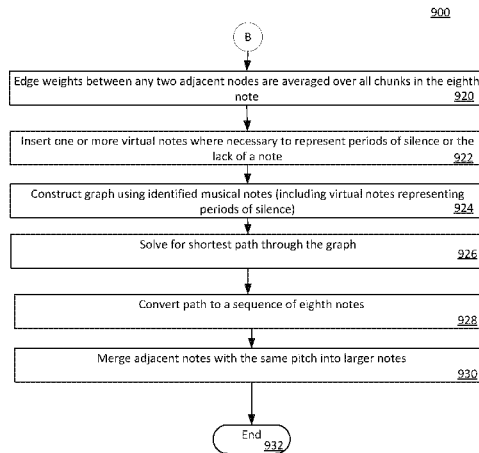 900
B
Edge weights between any two adjacent nodes are averaged over all chunks in the eighth
note
920
Insert one or more virtual notes where necessary to represent periods of silence or the
lack of a note
922
Construct graph using identified musical notes (including virtual notes representing
periods of silence)
924
Solve for shortest path through the graph
926
Convert path to a sequence of eighth notes
928
Merge adjacent notes with the same pitch into larger notes
930
End
932